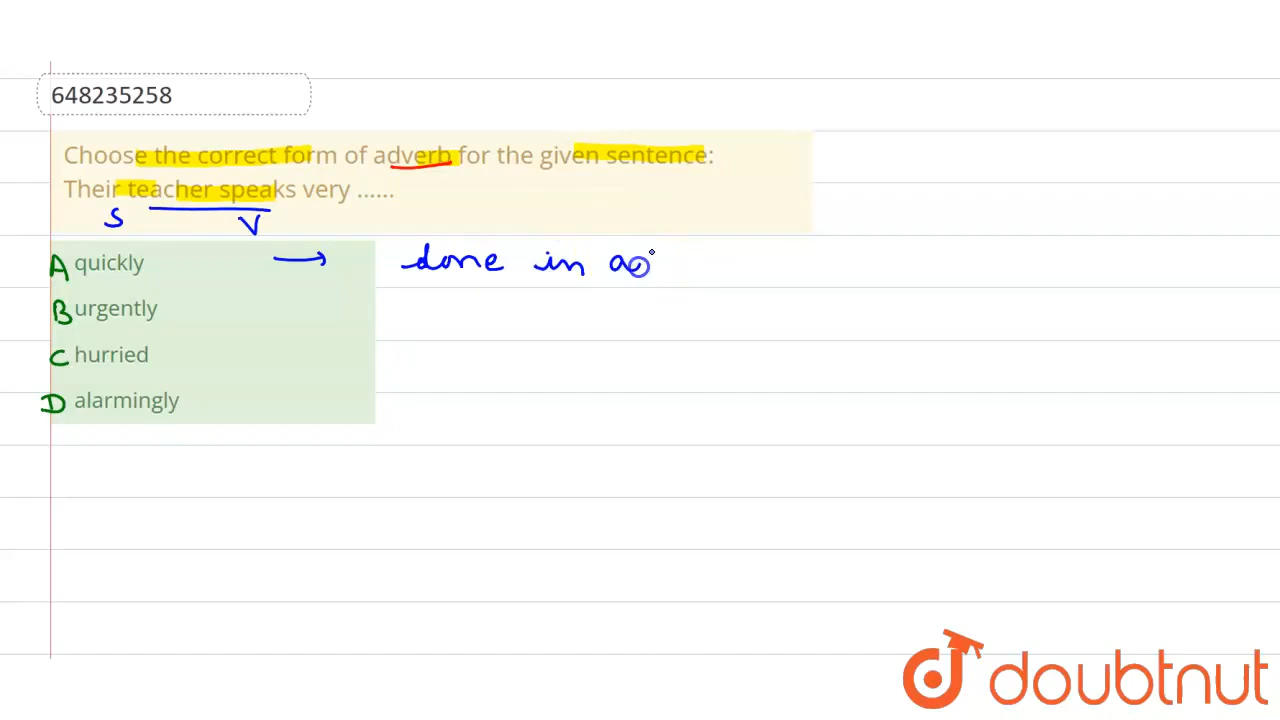 648235258
Choose the correct form of adverb for the given sentence:
Their teacher speaks very ......
S V
A quickly → done in a
B urgently
C hurried
D alarmingly
doubtnut